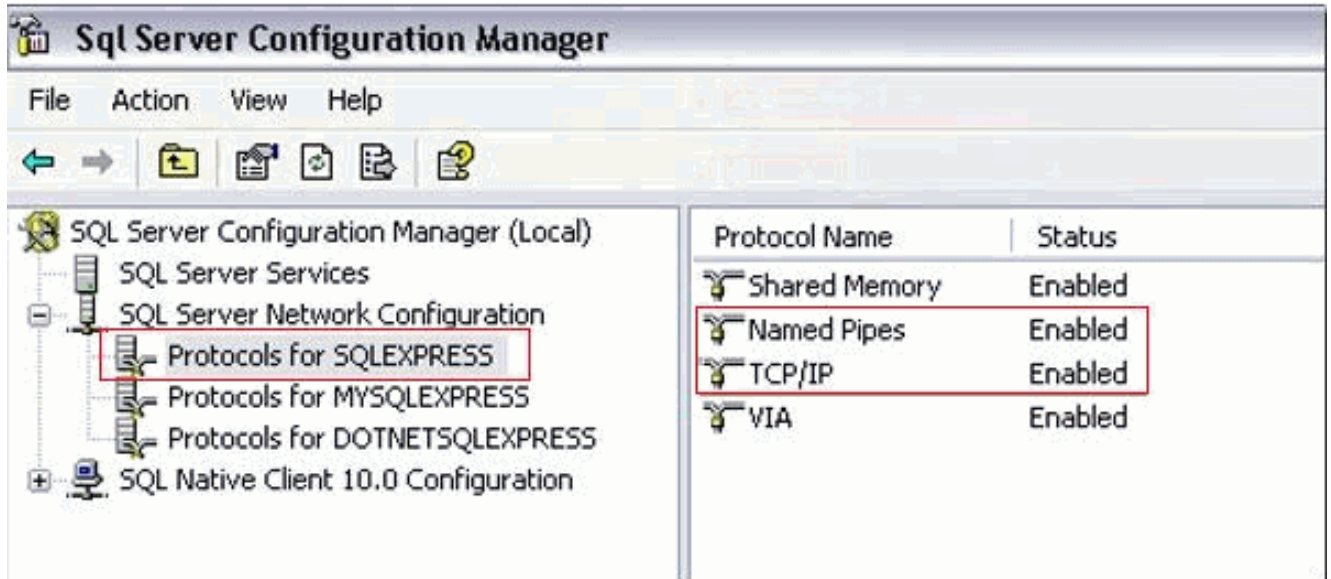 Sql Server Configuration Manager
File Action View Help
SQL Server Configuration Manager (Local)
SQL Server Services
SQL Server Network Configuration
Protocols for SQLEXPRESS
Protocols for MYSQLEXPRESS
Protocols for DOTNETSQLEXPRESS
SQL Native Client 10.0 Configuration
Protocol Name Status
Shared Memory Enabled
Named Pipes Enabled
TCP/IP Enabled
VIA Enabled